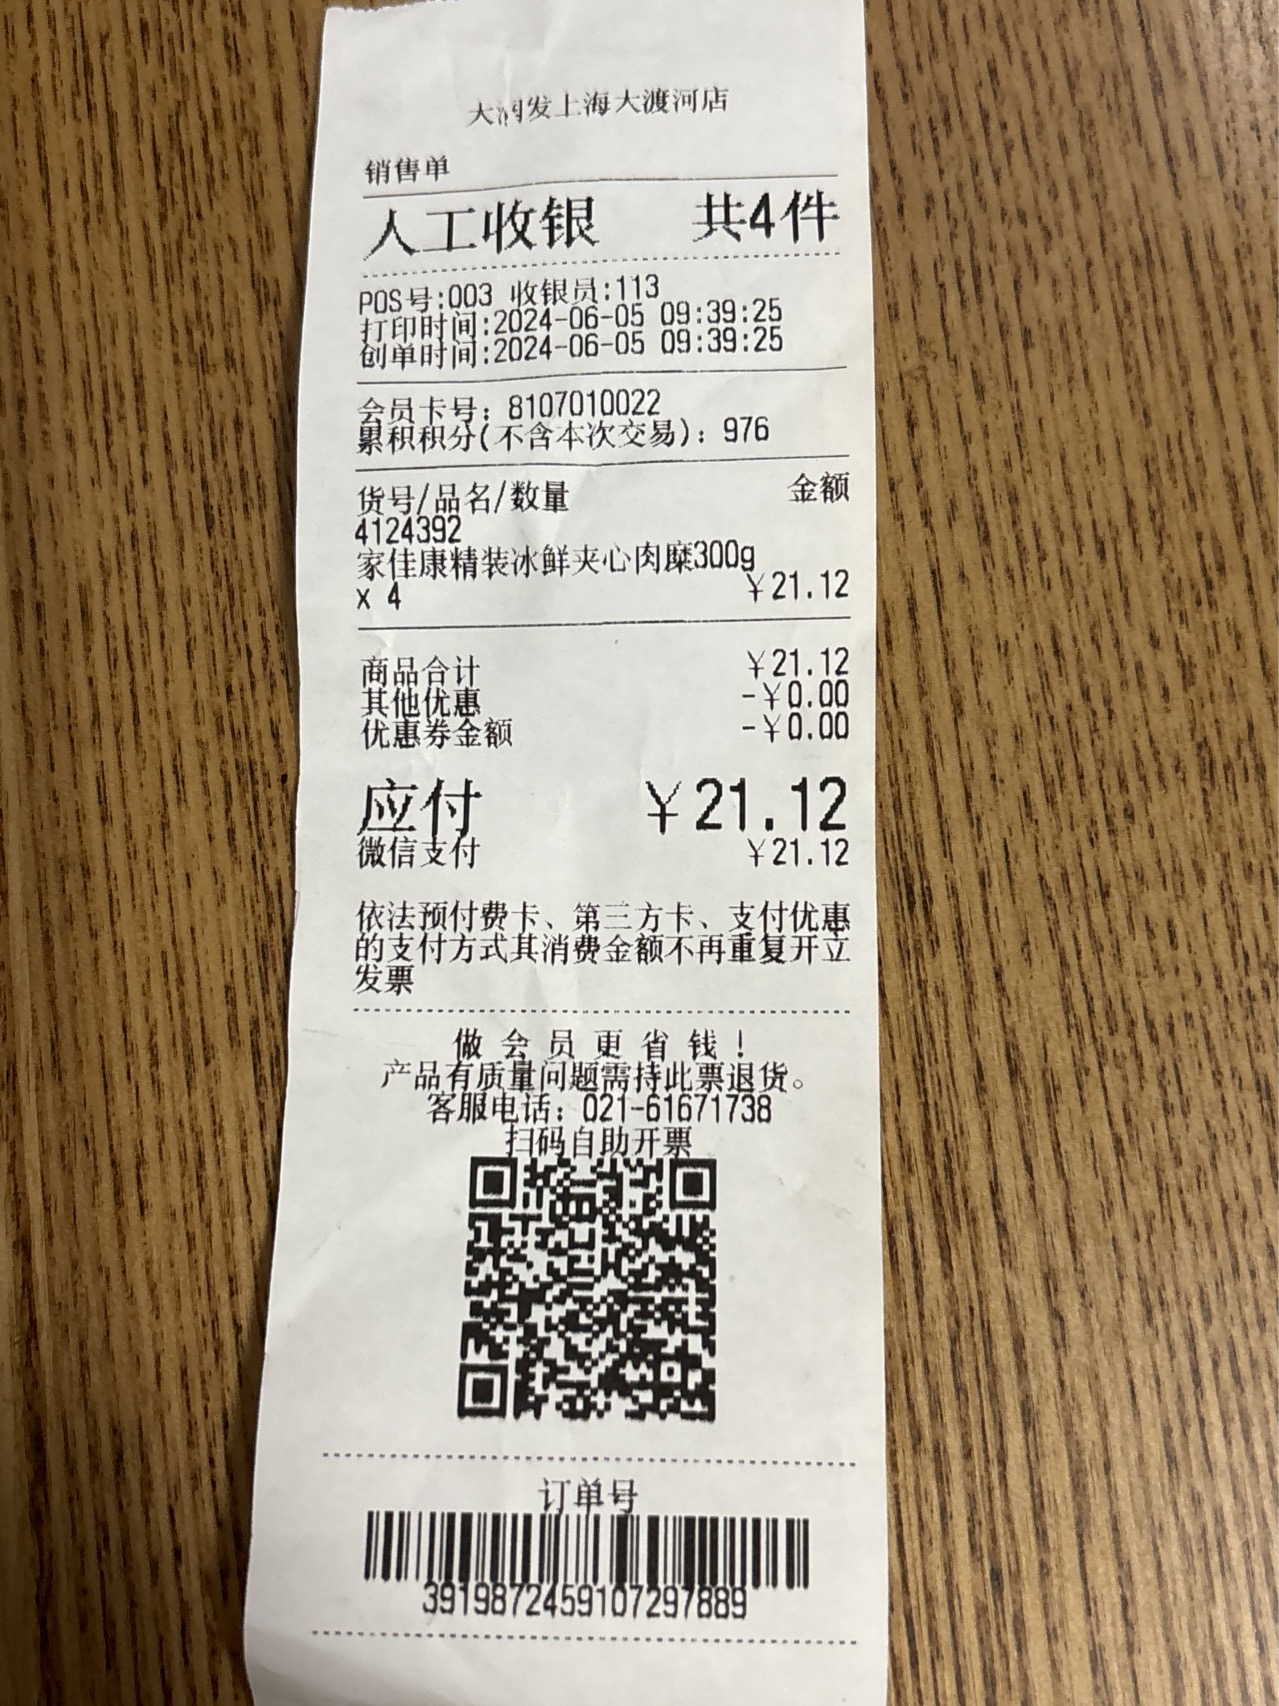 大润发上海大渡河店
销售单
人工收银 共4件
POS号:003 收银员:113
打印时间:2024-06-05 09:39:25
创单时间:2024-06-05 09:39:25
会员卡号：8107010022
累积积分(不含本次交易)：976
货号/品名/数量 金额
4124392
家佳康精装冰鲜夹心肉糜300g
x 4 ￥21.12
商品合计 ￥21.12
其他优惠 -￥0.00
优惠券金额 -￥0.00
应付 ￥21.12
微信支付 ￥21.12
依法预付费卡、第三方卡、支付优惠
的支付方式其消费金额不再重复开立
发票
做会员更省钱！
产品有质量问题需持此票退货。
客服电话：021-61671738
扫码自助开票
订单号
3919872459107297889